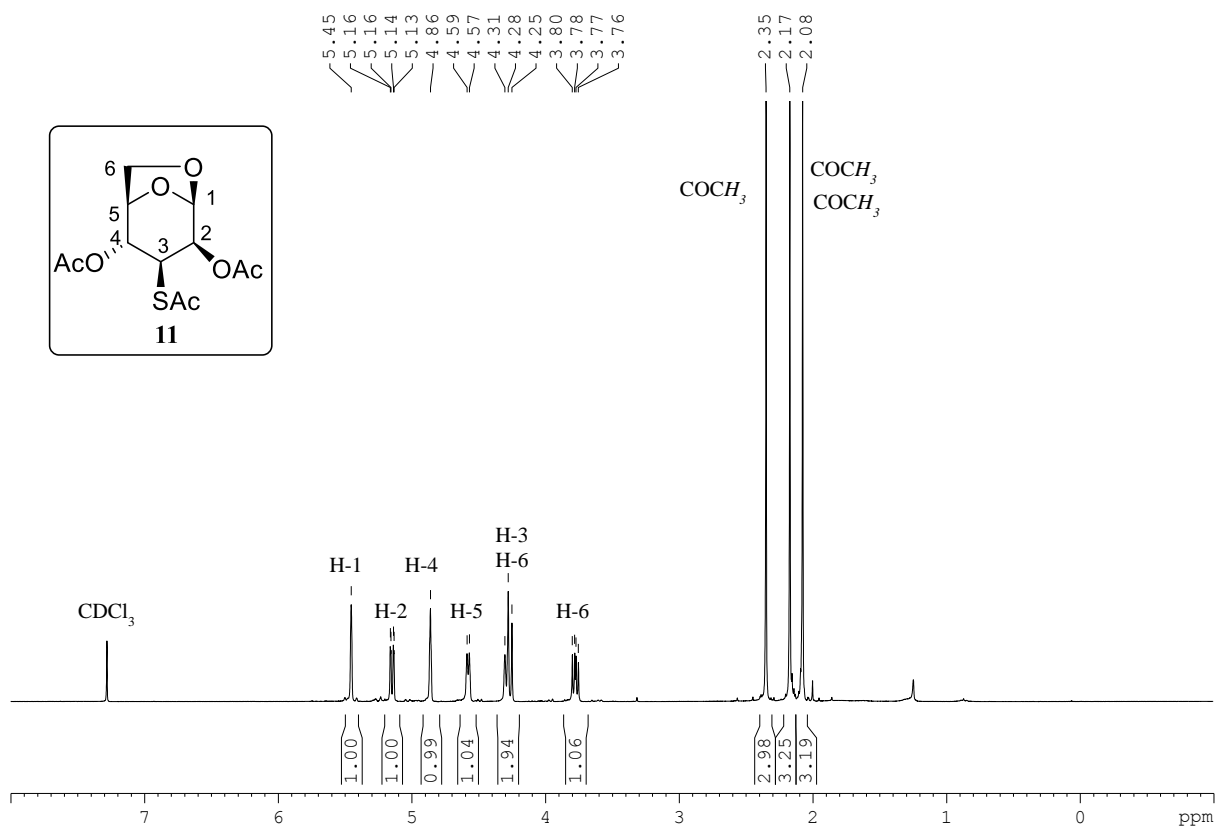 5.45
5.16
5.16
5.14
5.13
4.86
4.59
4.57
4.31
4.28
4.25
3.80
3.78
3.77
3.76
2.35
2.17
2.08
6
O
O
1
5
4
3
2
AcO
OAc
SAc
11
COCH3
COCH3
COCH3
CDCl3
H-1
H-2
H-4
H-5
H-3
H-6
H-6
1.00
1.00
0.99
1.04
1.94
1.06
2.98
3.25
3.19
7
6
5
4
3
2
1
0
ppm